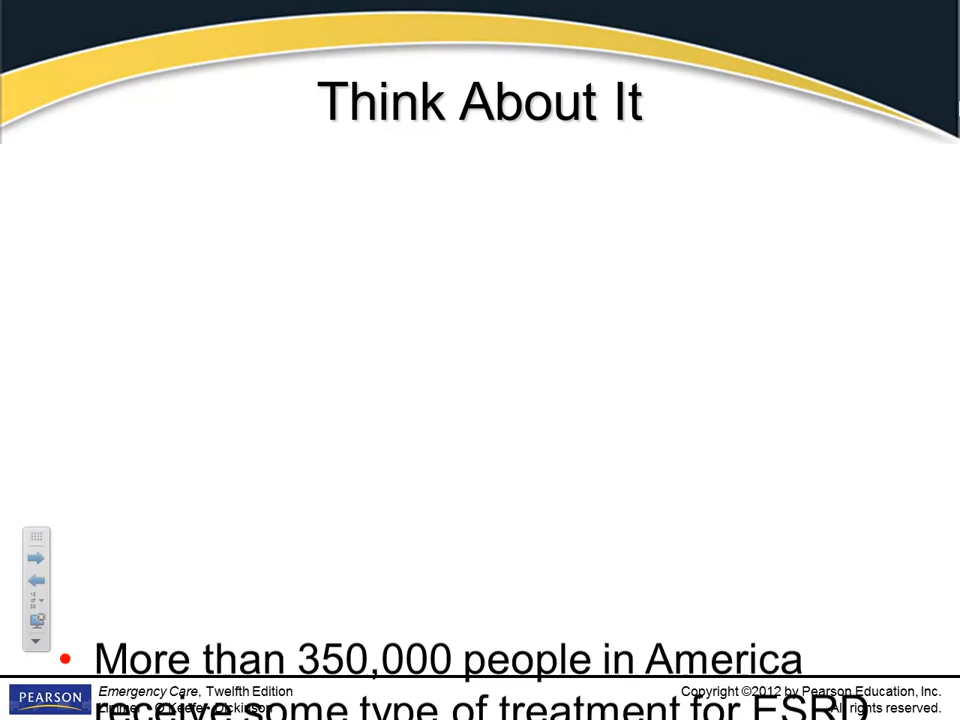 Think About It
• More than 350,000 people in America
receive some type of treatment for ESRD
PEARSON
Emergency Care, Twelfth Edition
Limmer • O'Keefe • Dickinson
Copyright ©2012 by Pearson Education, Inc.
All rights reserved.